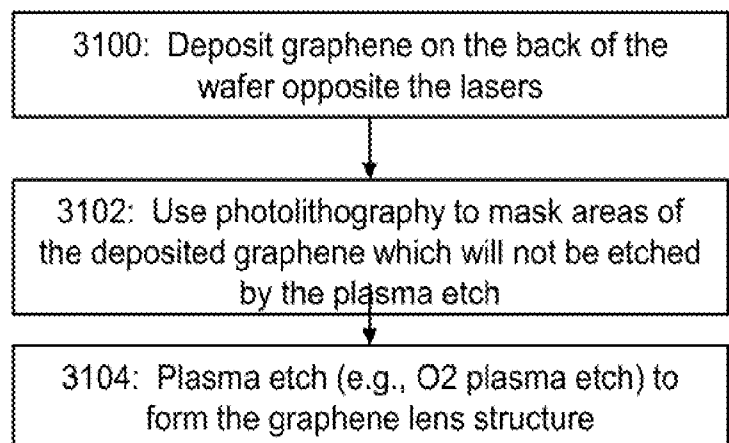 3100: Deposit graphene on the back of the
wafer opposite the lasers
3102: Use photolithography to mask areas of
the deposited graphene which will not be etched
by the plasma etch
3104: Plasma etch (e.g., O2 plasma etch) to
form the graphene lens structure